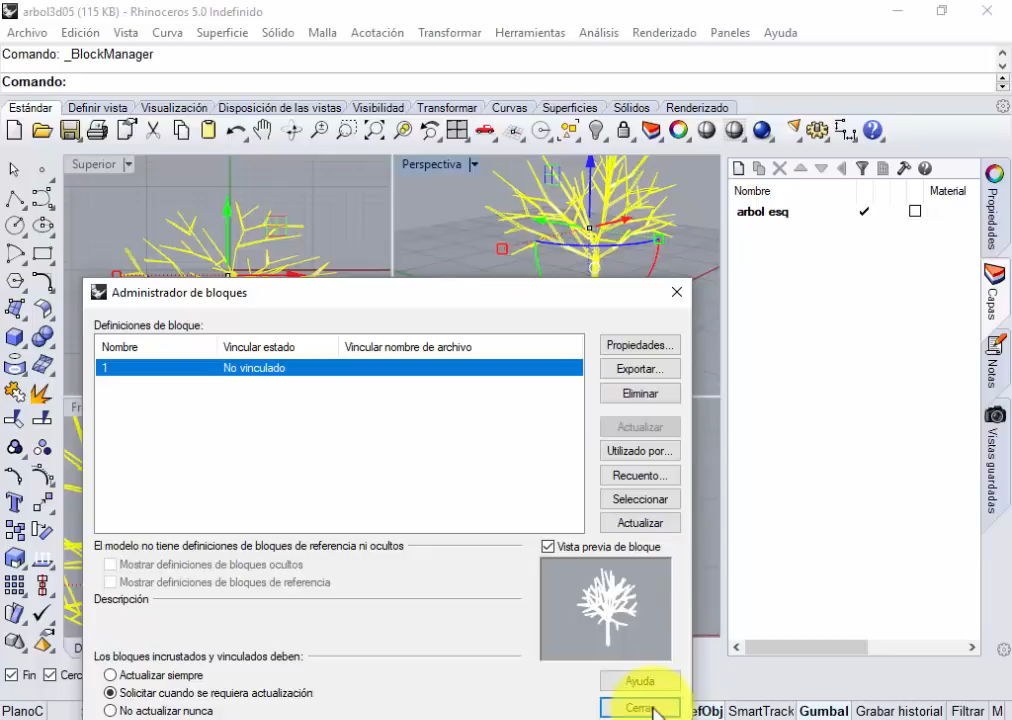 arbol3d05 (115 KB) - Rhinoceros 5.0 Indefinido
Archivo Edición Vista Curva Superficie Sólido Malla Acotación Transformar Herramientas Análisis Renderizado Paneles Ayuda
Comando: _BlockManager
Comando:
Estándar Definir vista Visualización Disposición de las vistas Visibilidad Transformar Curvas Superficies Sólidos Renderizado
Superior
Perspectiva
Nombre Material
arbol esq
Propiedades
Capas
Notas
Vistas guardadas
Administrador de bloques
Definiciones de bloque:
Nombre Vincular estado Vincular nombre de archivo
1 No vinculado
Propiedades...
Exportar...
Eliminar
Actualizar
Utilizado por...
Recuento...
Seleccionar
Actualizar
El modelo no tiene definiciones de bloques de referencia ni ocultos
Mostrar definiciones de bloques ocultos
Mostrar definiciones de bloques de referencia
Descripción
Vista previa de bloque
Los bloques incrustados y vinculados deben:
Actualizar siempre
Solicitar cuando se requiera actualización
No actualizar nunca
Ayuda
Fin
PlanoC
SmartTrack Gumbal Grabar historial Filtrar M